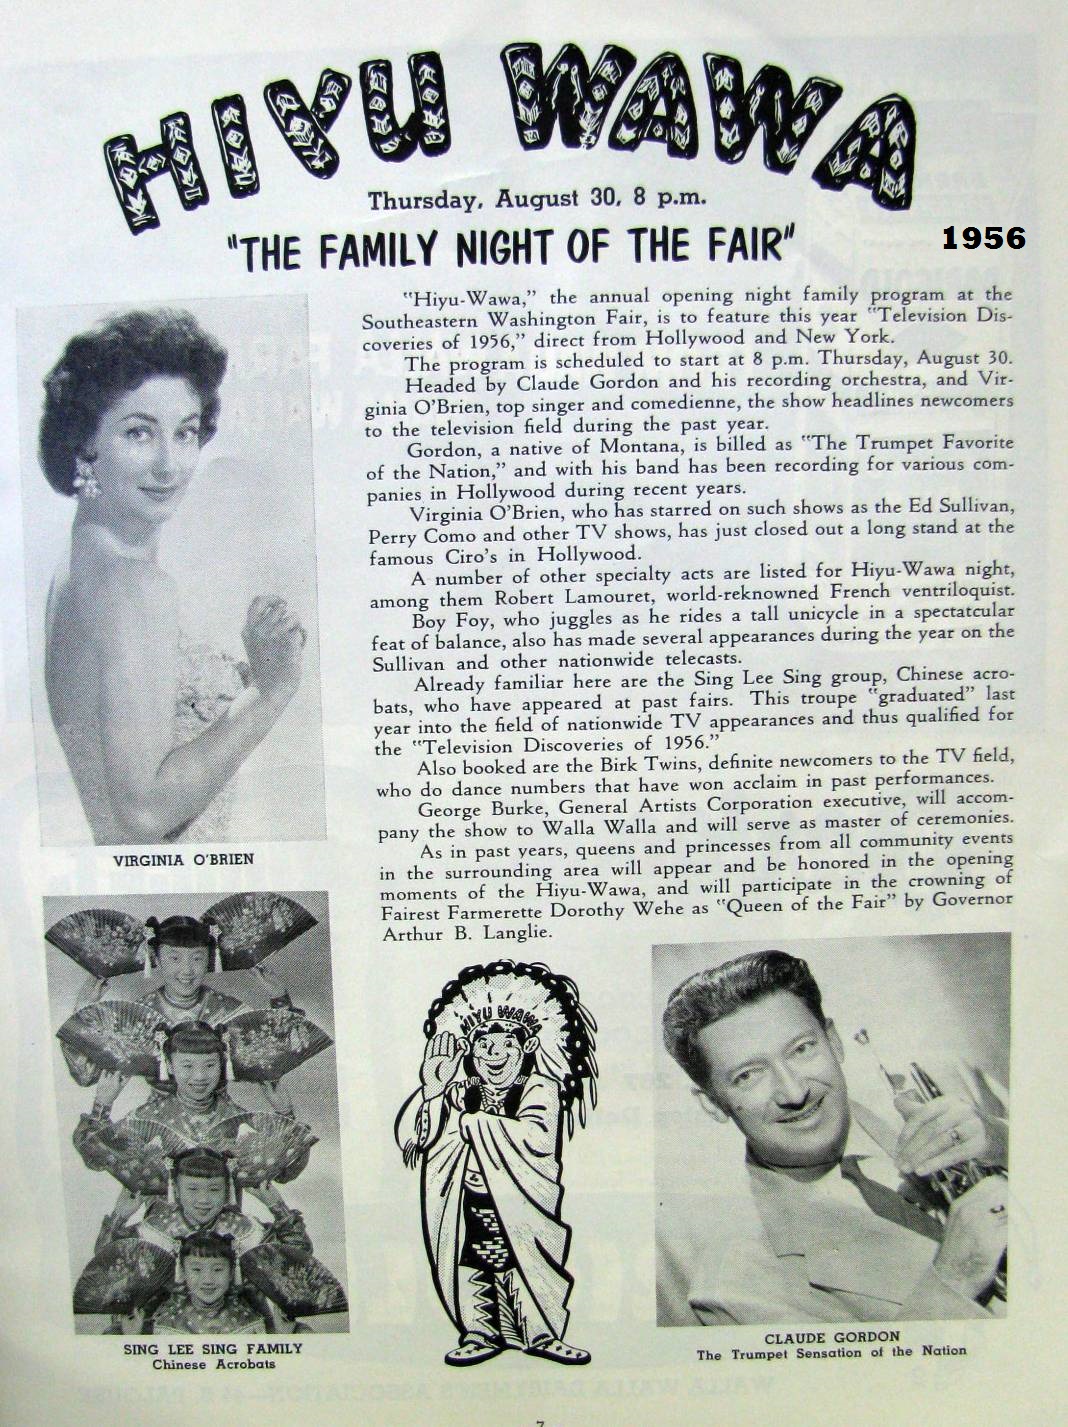 HIYU WAWA
Thursday, August 30, 8 p.m.
"THE FAMILY NIGHT OF THE FAIR"
1956
"Hiyu-Wawa," the annual opening night family program at the
Southeastern Washington Fair, is to feature this year "Television Dis-
coveries of 1956," direct from Hollywood and New York.
The program is scheduled to start at 8 p.m. Thursday, August 30.
Headed by Claude Gordon and his recording orchestra, and Vir-
ginia O'Brien, top singer and comedienne, the show headlines newcomers
to the television field during the past year.
Gordon, a native of Montana, is billed as "The Trumpet Favorite
of the Nation," and with his band has been recording for various com-
panies in Hollywood during recent years.
Virginia O'Brien, who has starred on such shows as the Ed Sullivan,
Perry Como and other TV shows, has just closed out a long stand at the
famous Ciro's in Hollywood.
A number of other specialty acts are listed for Hiyu-Wawa night,
among them Robert Lamouret, world-reknowned French ventriloquist.
Boy Foy, who juggles as he rides a tall unicycle in a spectatcular
feat of balance, also has made several appearances during the year on the
Sullivan and other nationwide telecasts.
Already familiar here are the Sing Lee Sing group, Chinese acro-
bats, who have appeared at past fairs. This troupe "graduated" last
year into the field of nationwide TV appearances and thus qualified for
the "Television Discoveries of 1956."
Also booked are the Birk Twins, definite newcomers to the TV field,
who do dance numbers that have won acclaim in past performances.
George Burke, General Artists Corporation executive, will accom-
pany the show to Walla Walla and will serve as master of ceremonies.
As in past years, queens and princesses from all community events
in the surrounding area will appear and be honored in the opening
moments of the Hiyu-Wawa, and will participate in the crowning of
Fairest Farmerette Dorothy Wehe as "Queen of the Fair" by Governor
Arthur B. Langlie.
VIRGINIA O'BRIEN
HIYU WAWA
SING LEE SING FAMILY
Chinese Acrobats
CLAUDE GORDON
The Trumpet Sensation of the Nation
7